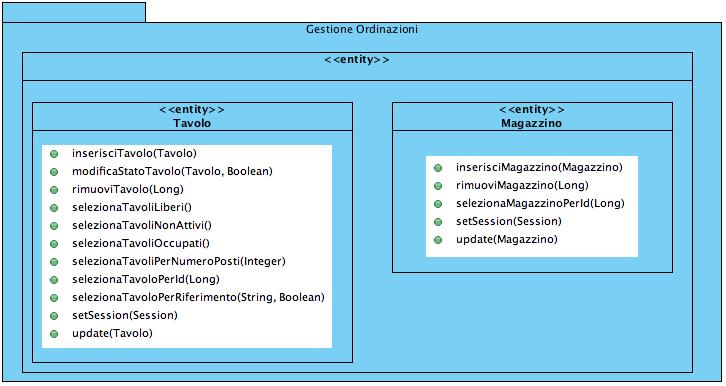 Gestione Ordinazioni
<<entity>>
<<entity>>
Tavolo
inserisciTavolo(Tavolo)
modificaStatoTavolo(Tavolo, Boolean)
rimuoviTavolo(Long)
selezionaTavoliLiberi()
selezionaTavoliNonAttivi()
selezionaTavoliOccupati()
selezionaTavoliPerNumeroPosti(Integer)
selezionaTavoloPerId(Long)
selezionaTavoloPerRiferimento(String, Boolean)
setSession(Session)
update(Tavolo)
<<entity>>
Magazzino
inserisciMagazzino(Magazzino)
rimuoviMagazzino(Long)
selezionaMagazzinoPerId(Long)
setSession(Session)
update(Magazzino)